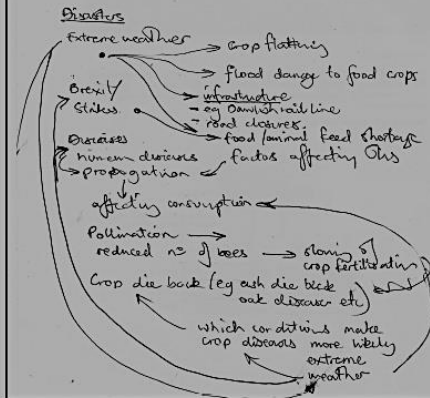 Disasters
Extreme weather
Crop flattening
flood damage to food crops
infrastructure
- eg Dawlish rail line
- road closures.
food/animal feed shortage
Brexit/
Strikes
Diseases
human diseases
propagation
factors affecting this
affecting consumption
Pollination
reduced no of bees
slowing of
crop fertilisation
Crop die back (eg ash die back
oak disease etc)
which conditions make
crop diseases more likely
extreme
weather